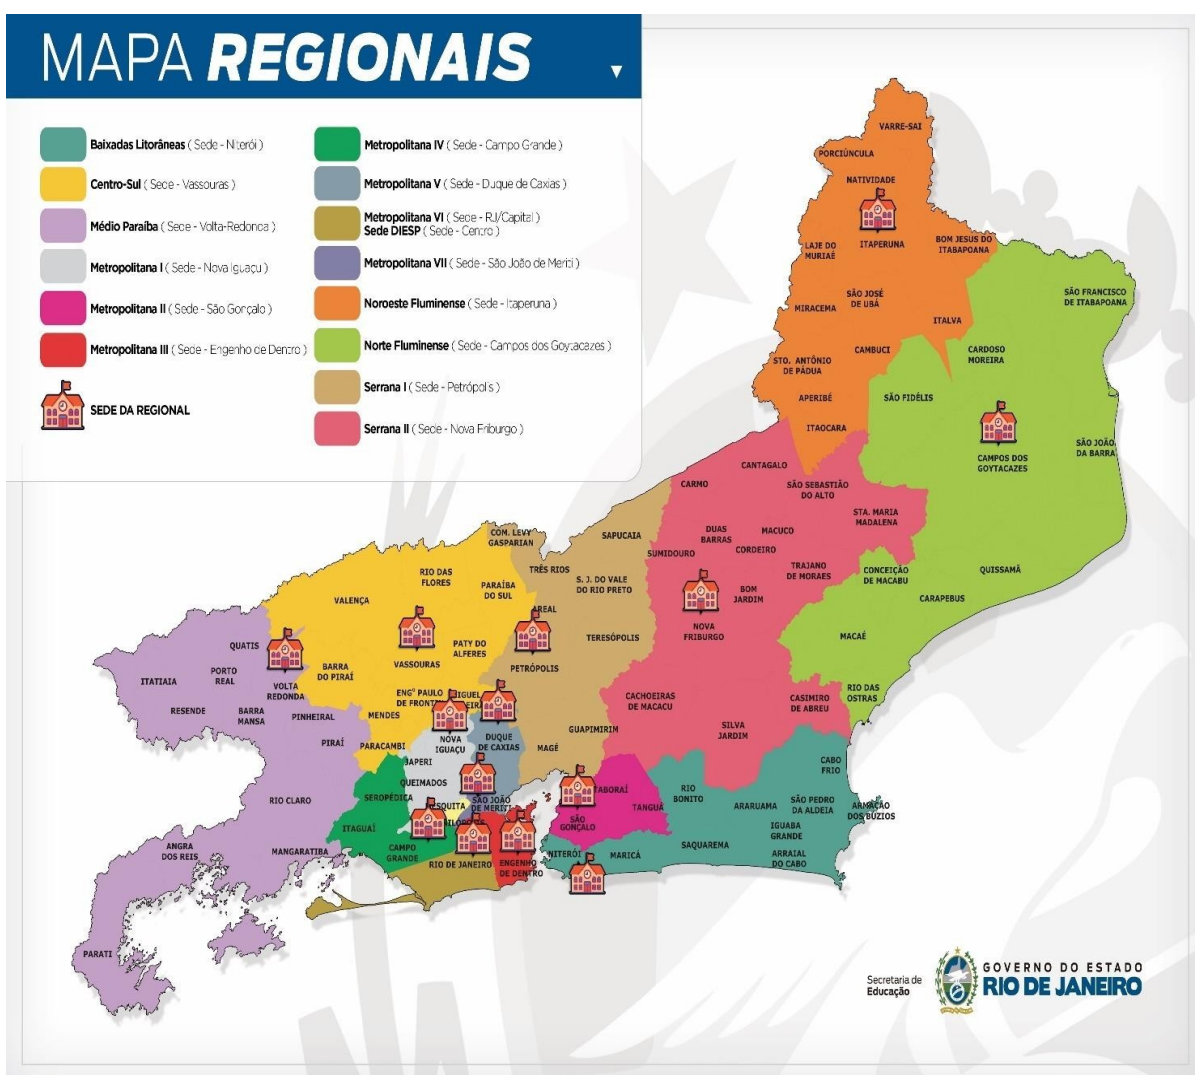 MAPA REGIONAIS
Baixadas Litorâneas ( Sede - Niterói )
Centro-Sul ( Sede - Vassouras )
Médio Paraíba ( Sede - Volta-Redonda )
Metropolitana I ( Sede - Nova Iguaçu )
Metropolitana II ( Sede - São Gonçalo )
Metropolitana III ( Sede - Engenho de Dentro )
SEDE DA REGIONAL
Metropolitana IV ( Sede - Campo Grande )
Metropolitana V ( Sede - Duque de Caxias )
Metropolitana VI ( Sede - RJ/Capital )
Sede DIESP ( Sede - Centro )
Metropolitana VII ( Sede - São João de Meriti )
Noroeste Fluminense ( Sede - Itaperuna )
Norte Fluminense ( Sede - Campos dos Goytacazes )
Serrana I ( Sede - Petrópolis )
Serrana II ( Sede - Nova Friburgo )
VARRE-SAI
PORCIÚNCULA
NATIVIDADE
ITAPERUNA
BOM JESUS DO
ITABAPOANA
LAJE DO
MURIAÉ
SÃO FRANCISCO
DE ITABAPOANA
SÃO JOSÉ
DE UBÁ
MIRACEMA
ITALVA
CAMBUCI
CARDOSO
MOREIRA
STO. ANTÔNIO
DE PÁDUA
APERIBÉ
SÃO FIDÉLIS
ITAOCARA
SÃO JOÃO
DA BARRA
CAMPOS DOS
GOYTACAZES
CANTAGALO
CARMO
SÃO SEBASTIÃO
DO ALTO
STA. MARIA
MADALENA
DUAS
BARRAS
MACUCO
CORDEIRO
SUMIDOURO
SAPUCAIA
COM. LEVY
GASPARIAN
TRÊS RIOS
TRAJANO
DE MORAES
CONCEIÇÃO
DE MACABU
QUISSAMÃ
CARAPEBUS
S. J. DO VALE
DO RIO PRETO
BOM
JARDIM
RIO DAS
FLORES
PARAÍBA
DO SUL
VALENÇA
AREAL
NOVA
FRIBURGO
MACAÉ
TERESÓPOLIS
QUATIS
PATY DO
ALFERES
VASSOURAS
PETRÓPOLIS
BARRA
DO PIRAÍ
PORTO
REAL
ITATIAIA
VOLTA
REDONDA
RESENDE
BARRA
MANSA
PINHEIRAL
MENDES
ENGº PAULO
DE FRONT
IGUEL
CACHOEIRAS
DE MACACU
CASIMIRO
DE ABREU
RIO DAS
OSTRAS
SILVA
JARDIM
GUAPIMIRIM
MAGÉ
DUQUE
DE CAXIAS
NOVA
IGUAÇU
PIRAÍ
PARACAMBI
JAPERI
QUEIMADOS
CABO
FRIO
SEROPÉDICA
RIO CLARO
ESQUITA
SÃO JOÃO
DE MERITI
TABORAÍ
TANGUÁ
RIO
BONITO
ARARUAMA
SÃO PEDRO
DA ALDEIA
ARMAÇÃO
DOS BÚZIOS
SÃO
GONÇALO
IGUABA
GRANDE
ITAGUAÍ
SAQUAREMA
ANGRA
DOS REIS
MANGARATIBA
CAMPO
GRANDE
RIO DE JANEIRO
ENGENHO
DE DENTRO
NITERÓI
MARICÁ
ARRAIAL
DO CABO
PARATI
Secretaria de
Educação
GOVERNO DO ESTADO
RIO DE JANEIRO